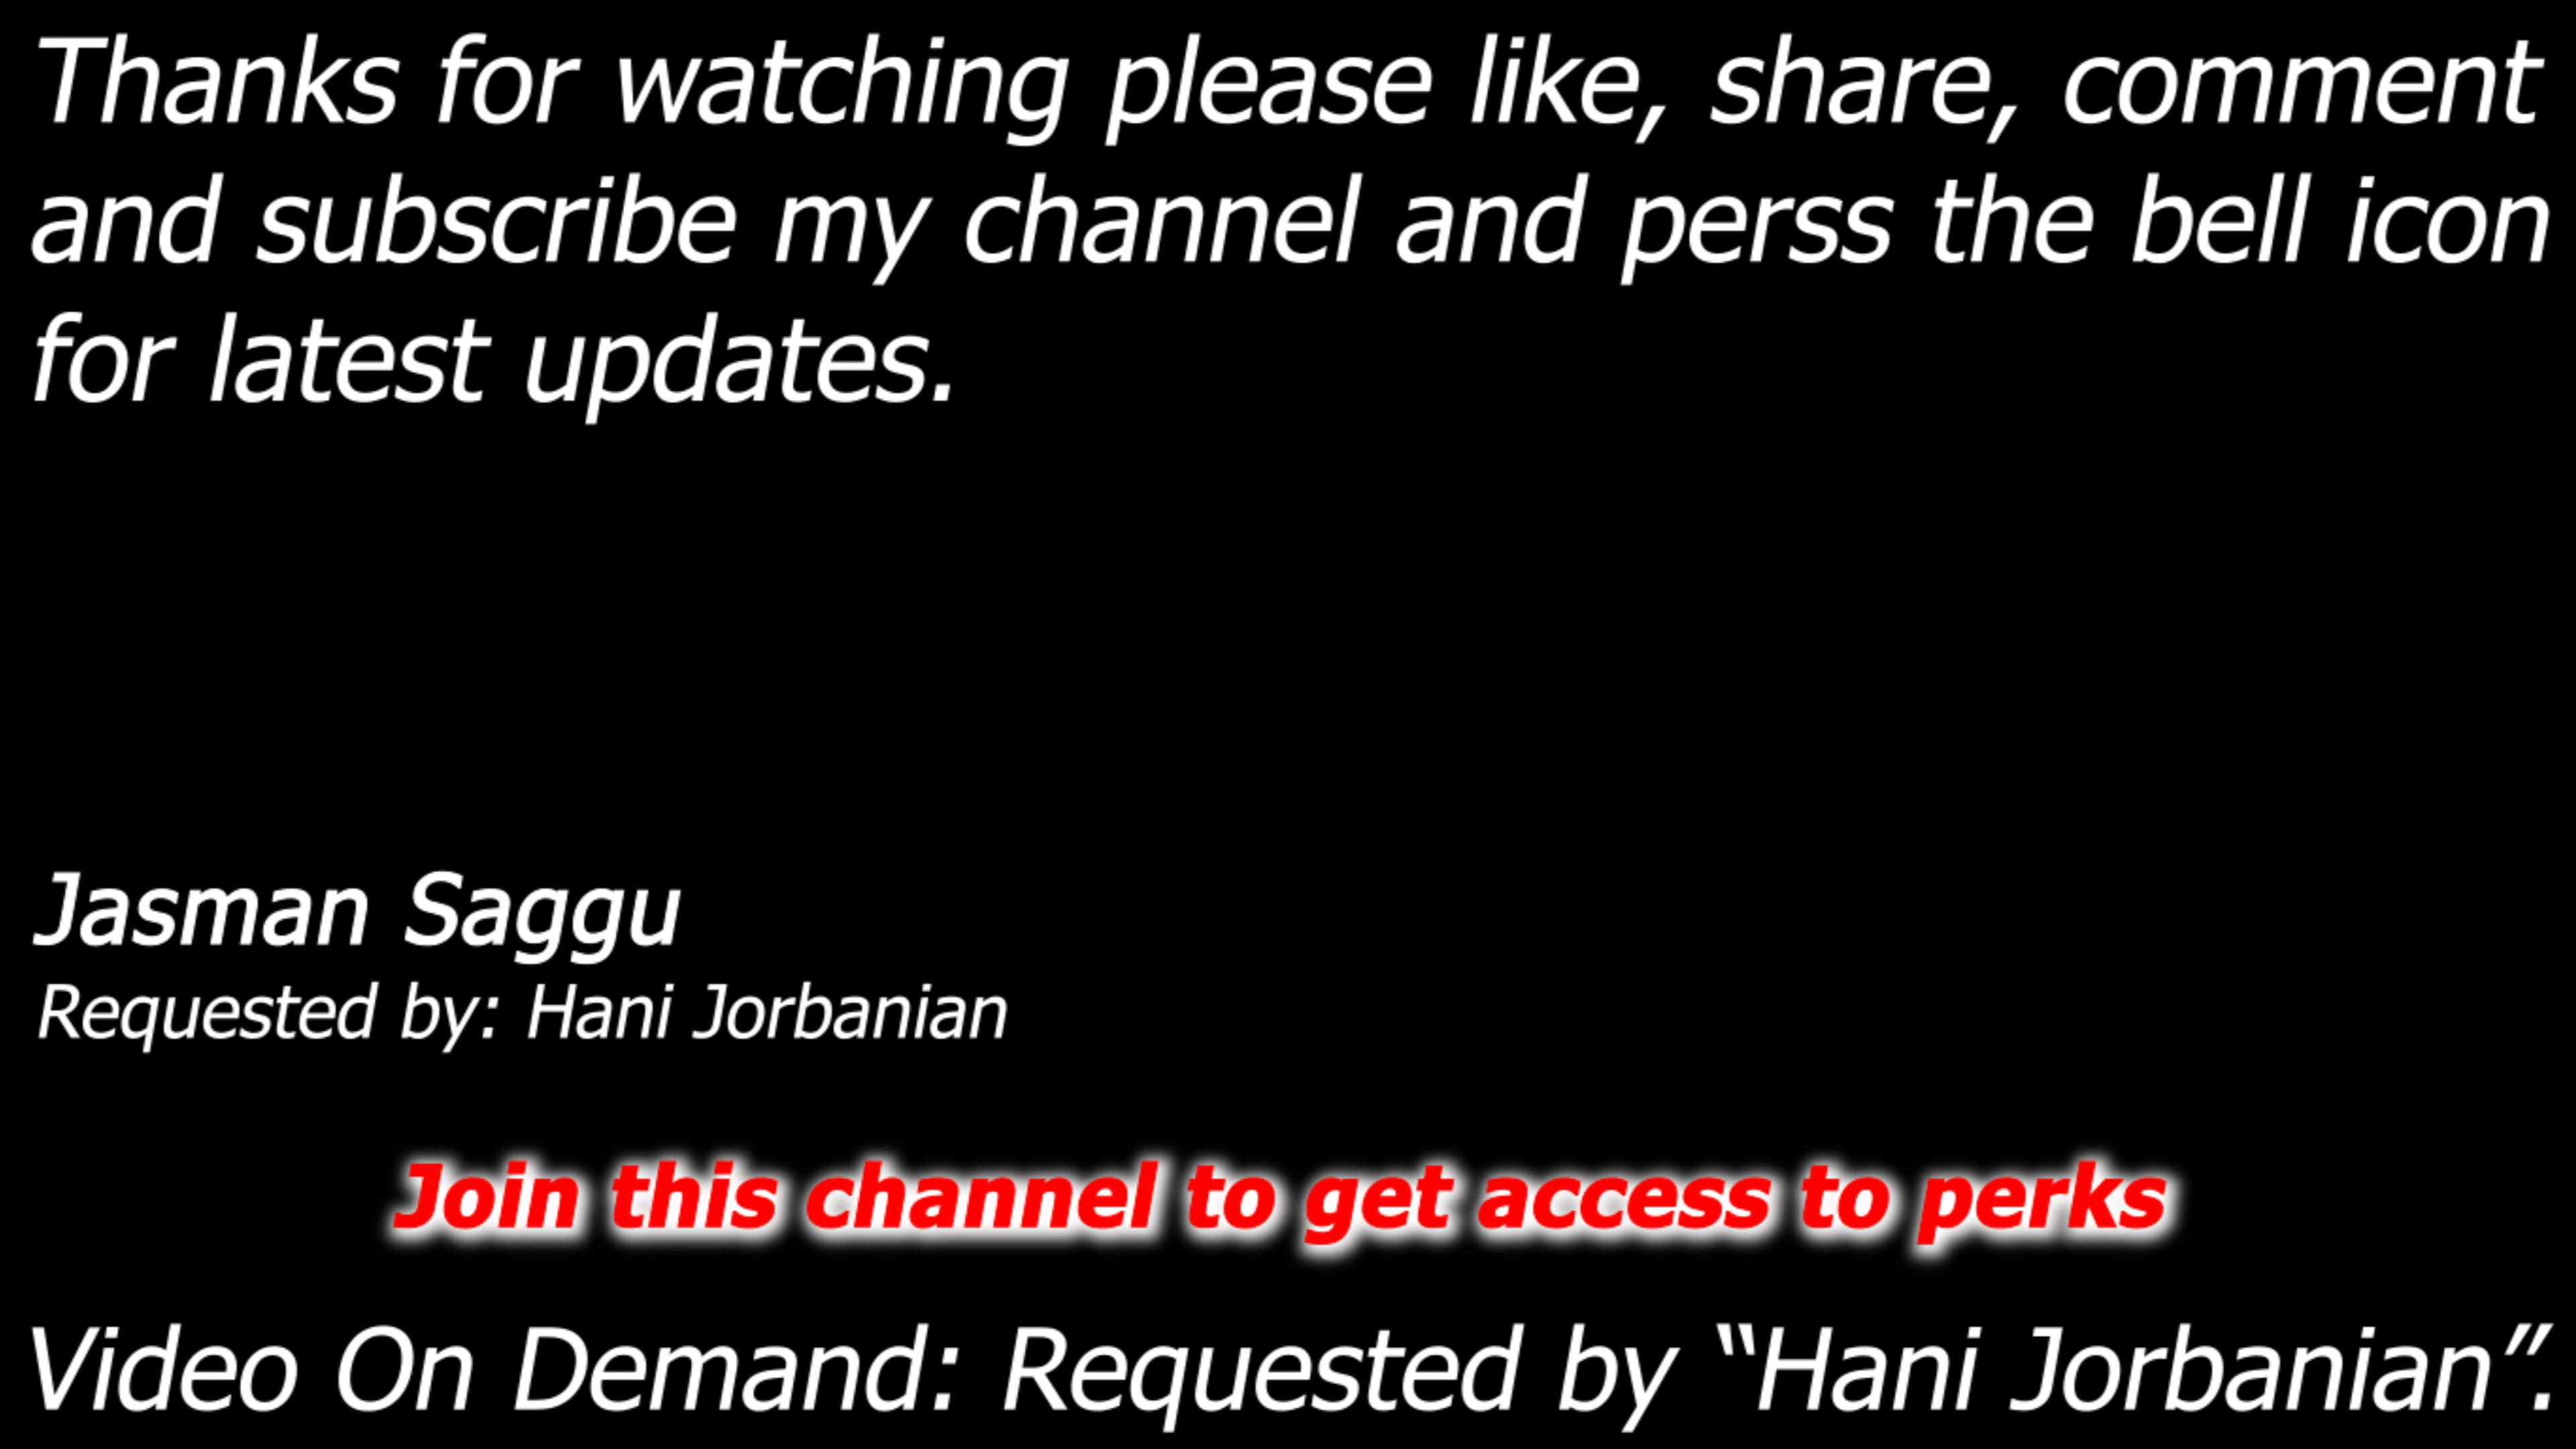 Thanks for watching please like, share, comment
and subscribe my channel and perss the bell icon
for latest updates.
Jasman Saggu
Requested by: Hani Jorbanian
Join this channel to get access to perks
Video On Demand: Requested by “Hani Jorbanian”.